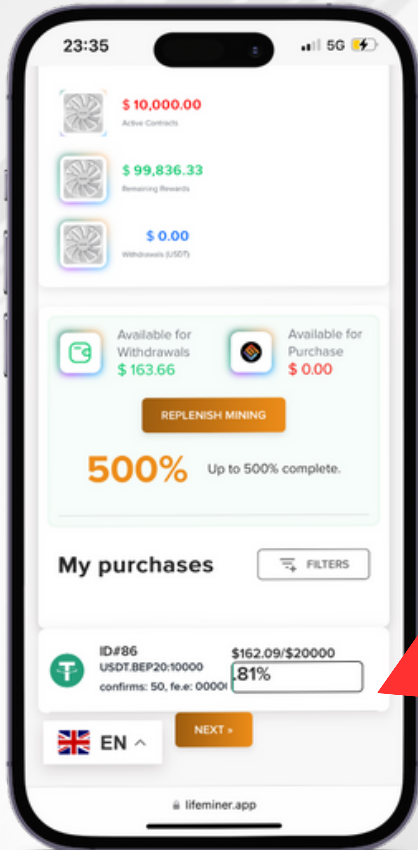 23:35
5G
$ 10,000.00
Active Contracts
$ 99,836.33
Remaining Rewards
$ 0.00
Withdrawals (USDT)
Available for
Withdrawals
$ 163.66
Available for
Purchase
$ 0.00
REPLENISH MINING
500%
Up to 500% complete.
My purchases
FILTERS
ID#86
USDT.BEP20:10000
confirms: 50, fe.e: 0000
$162.09/$20000
.81%
EN
NEXT »
lifeminer.app